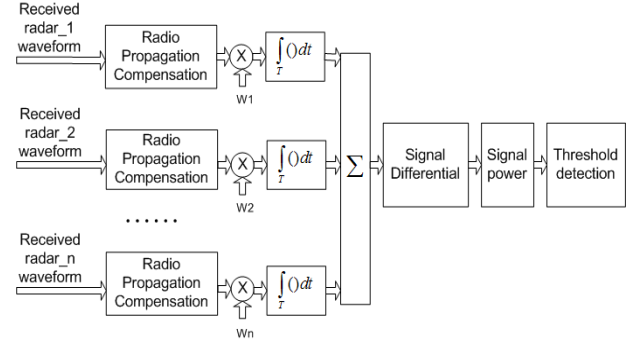 Received
radar_1
waveform
Radio
Propagation
Compensation
X
W1
∫()dt
T
Received
radar_2
waveform
Radio
Propagation
Compensation
X
W2
∫()dt
T
∑
Signal
Differential
Signal
power
Threshold
detection
......
Received
radar_n
waveform
Radio
Propagation
Compensation
X
Wn
∫()dt
T